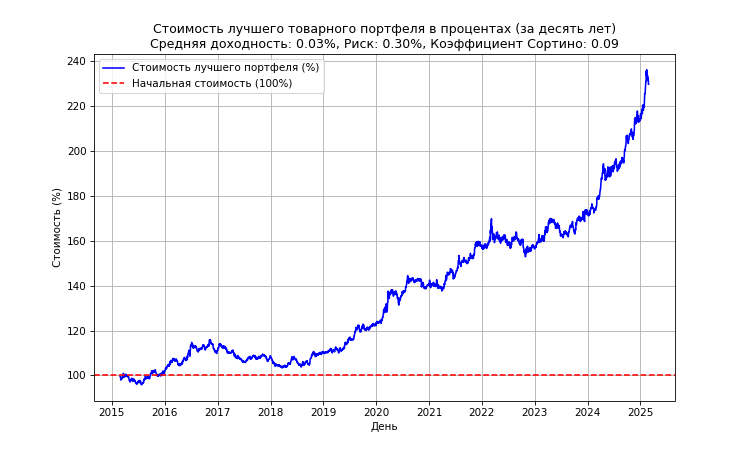 Стоимость лучшего товарного портфеля в процентах (за десять лет)
Средняя доходность: 0.03%, Риск: 0.30%, Коэффициент Сортино: 0.09
Стоимость лучшего портфеля (%)
Начальная стоимость (100%)
Стоимость (%)
240
220
200
180
160
140
120
100
2015 2016 2017 2018 2019 2020 2021 2022 2023 2024 2025
День